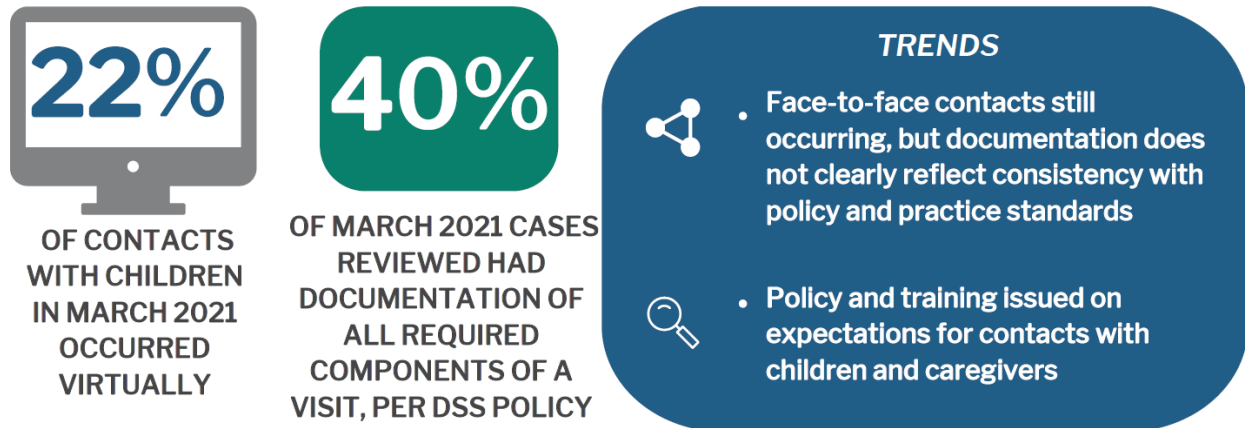 22%
OF CONTACTS
WITH CHILDREN
IN MARCH 2021
OCCURRED
VIRTUALLY
40%
OF MARCH 2021 CASES
REVIEWED HAD
DOCUMENTATION OF
ALL REQUIRED
COMPONENTS OF A
VISIT, PER DSS POLICY
TRENDS
• Face-to-face contacts still
occurring, but documentation does
not clearly reflect consistency with
policy and practice standards
• Policy and training issued on
expectations for contacts with
children and caregivers